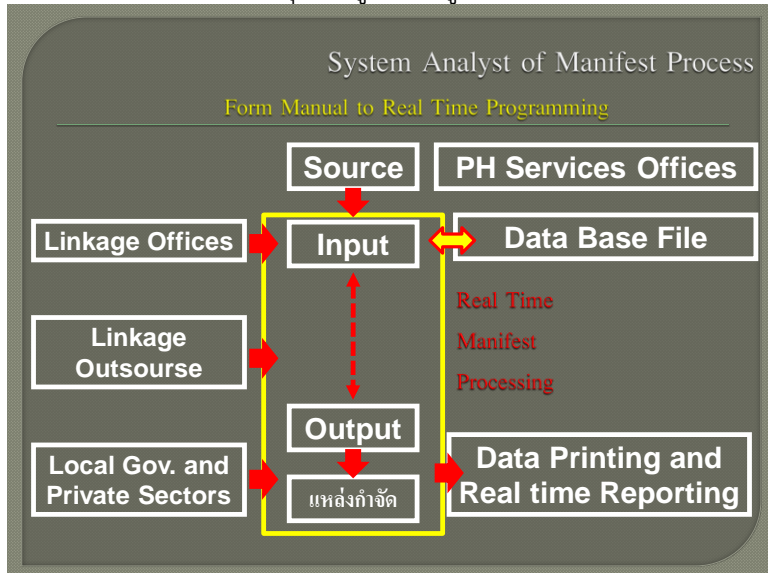 System Analyst of Manifest Process
Form Manual to Real Time Programming
Source
PH Services Offices
Linkage Offices
Input
Data Base File
Real Time
Manifest
Processing
Linkage
Outsourse
Output
Local Gov. and
Private Sectors
แหล่งกำจัด
Data Printing and
Real time Reporting